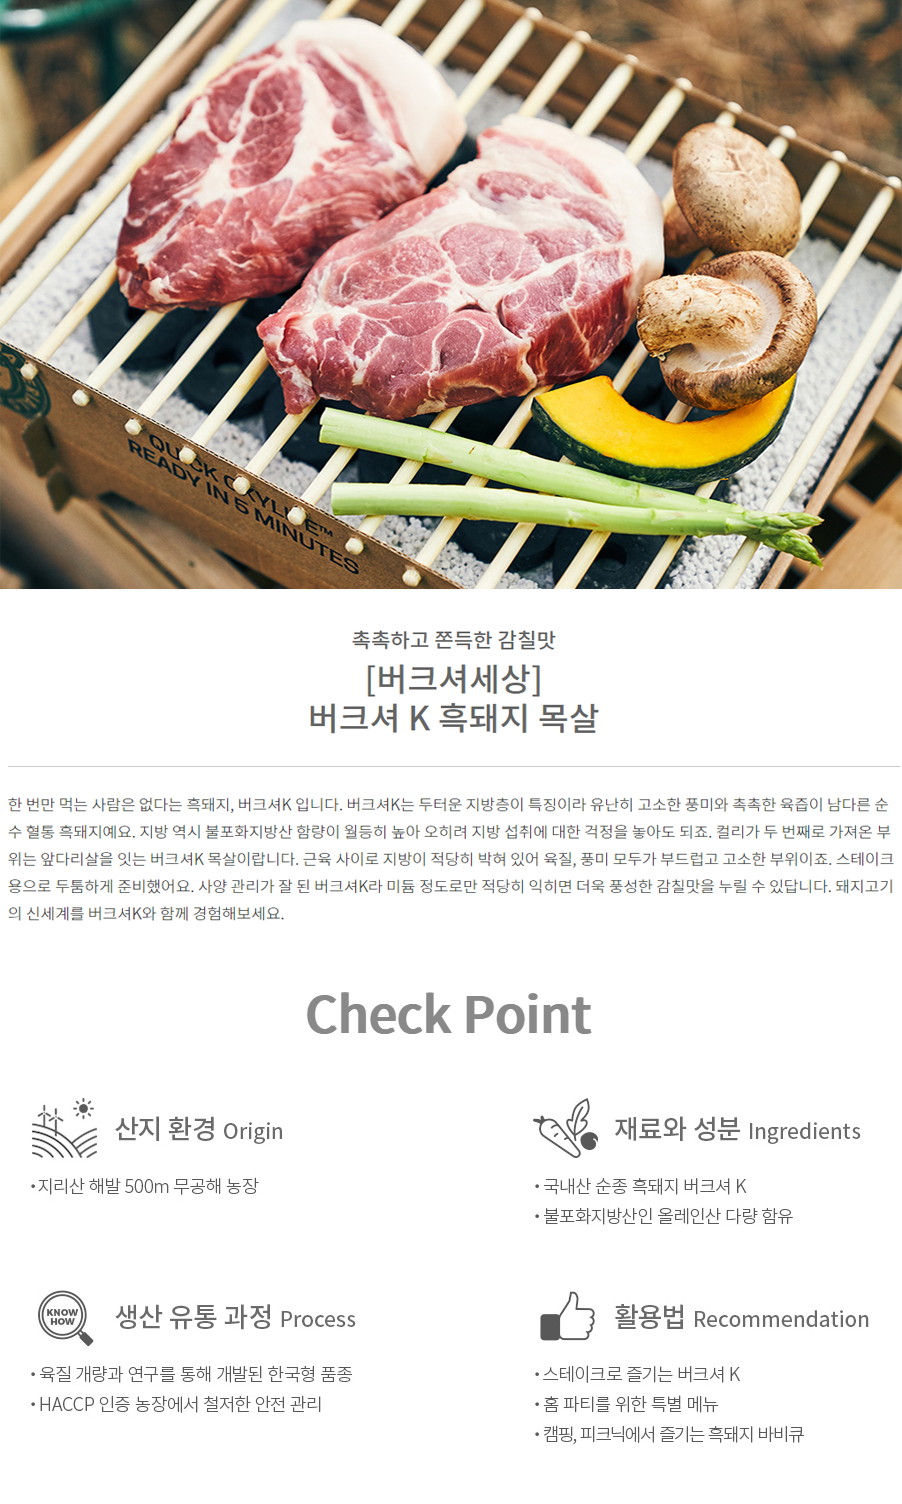 QUICK OXYLITE™
READY IN 5 MINUTES
촉촉하고 쫀득한 감칠맛
[버크셔세상]
버크셔 K 흑돼지 목살
한 번만 먹는 사람은 없다는 흑돼지, 버크셔K 입니다. 버크셔K는 두터운 지방층이 특징이라 유난히 고소한 풍미와 촉촉한 육즙이 남다른 순
수 혈통 흑돼지예요. 지방 역시 불포화지방산 함량이 월등히 높아 오히려 지방 섭취에 대한 걱정을 놓아도 되죠. 컬리가 두 번째로 가져온 부
위는 앞다리살을 잇는 버크셔K 목살이랍니다. 근육 사이로 지방이 적당히 박혀 있어 육질, 풍미 모두가 부드럽고 고소한 부위이죠. 스테이크
용으로 두툼하게 준비했어요. 사양 관리가 잘 된 버크셔K라 미듐 정도로만 적당히 익히면 더욱 풍성한 감칠맛을 누릴 수 있답니다. 돼지고기
의 신세계를 버크셔K와 함께 경험해보세요.
Check Point
산지 환경 Origin
• 지리산 해발 500m 무공해 농장
재료와 성분 Ingredients
• 국내산 순종 흑돼지 버크셔 K
• 불포화지방산인 올레인산 다량 함유
KNOW
HOW
생산 유통 과정 Process
• 육질 개량과 연구를 통해 개발된 한국형 품종
• HACCP 인증 농장에서 철저한 안전 관리
활용법 Recommendation
• 스테이크로 즐기는 버크셔 K
• 홈 파티를 위한 특별 메뉴
• 캠핑, 피크닉에서 즐기는 흑돼지 바비큐